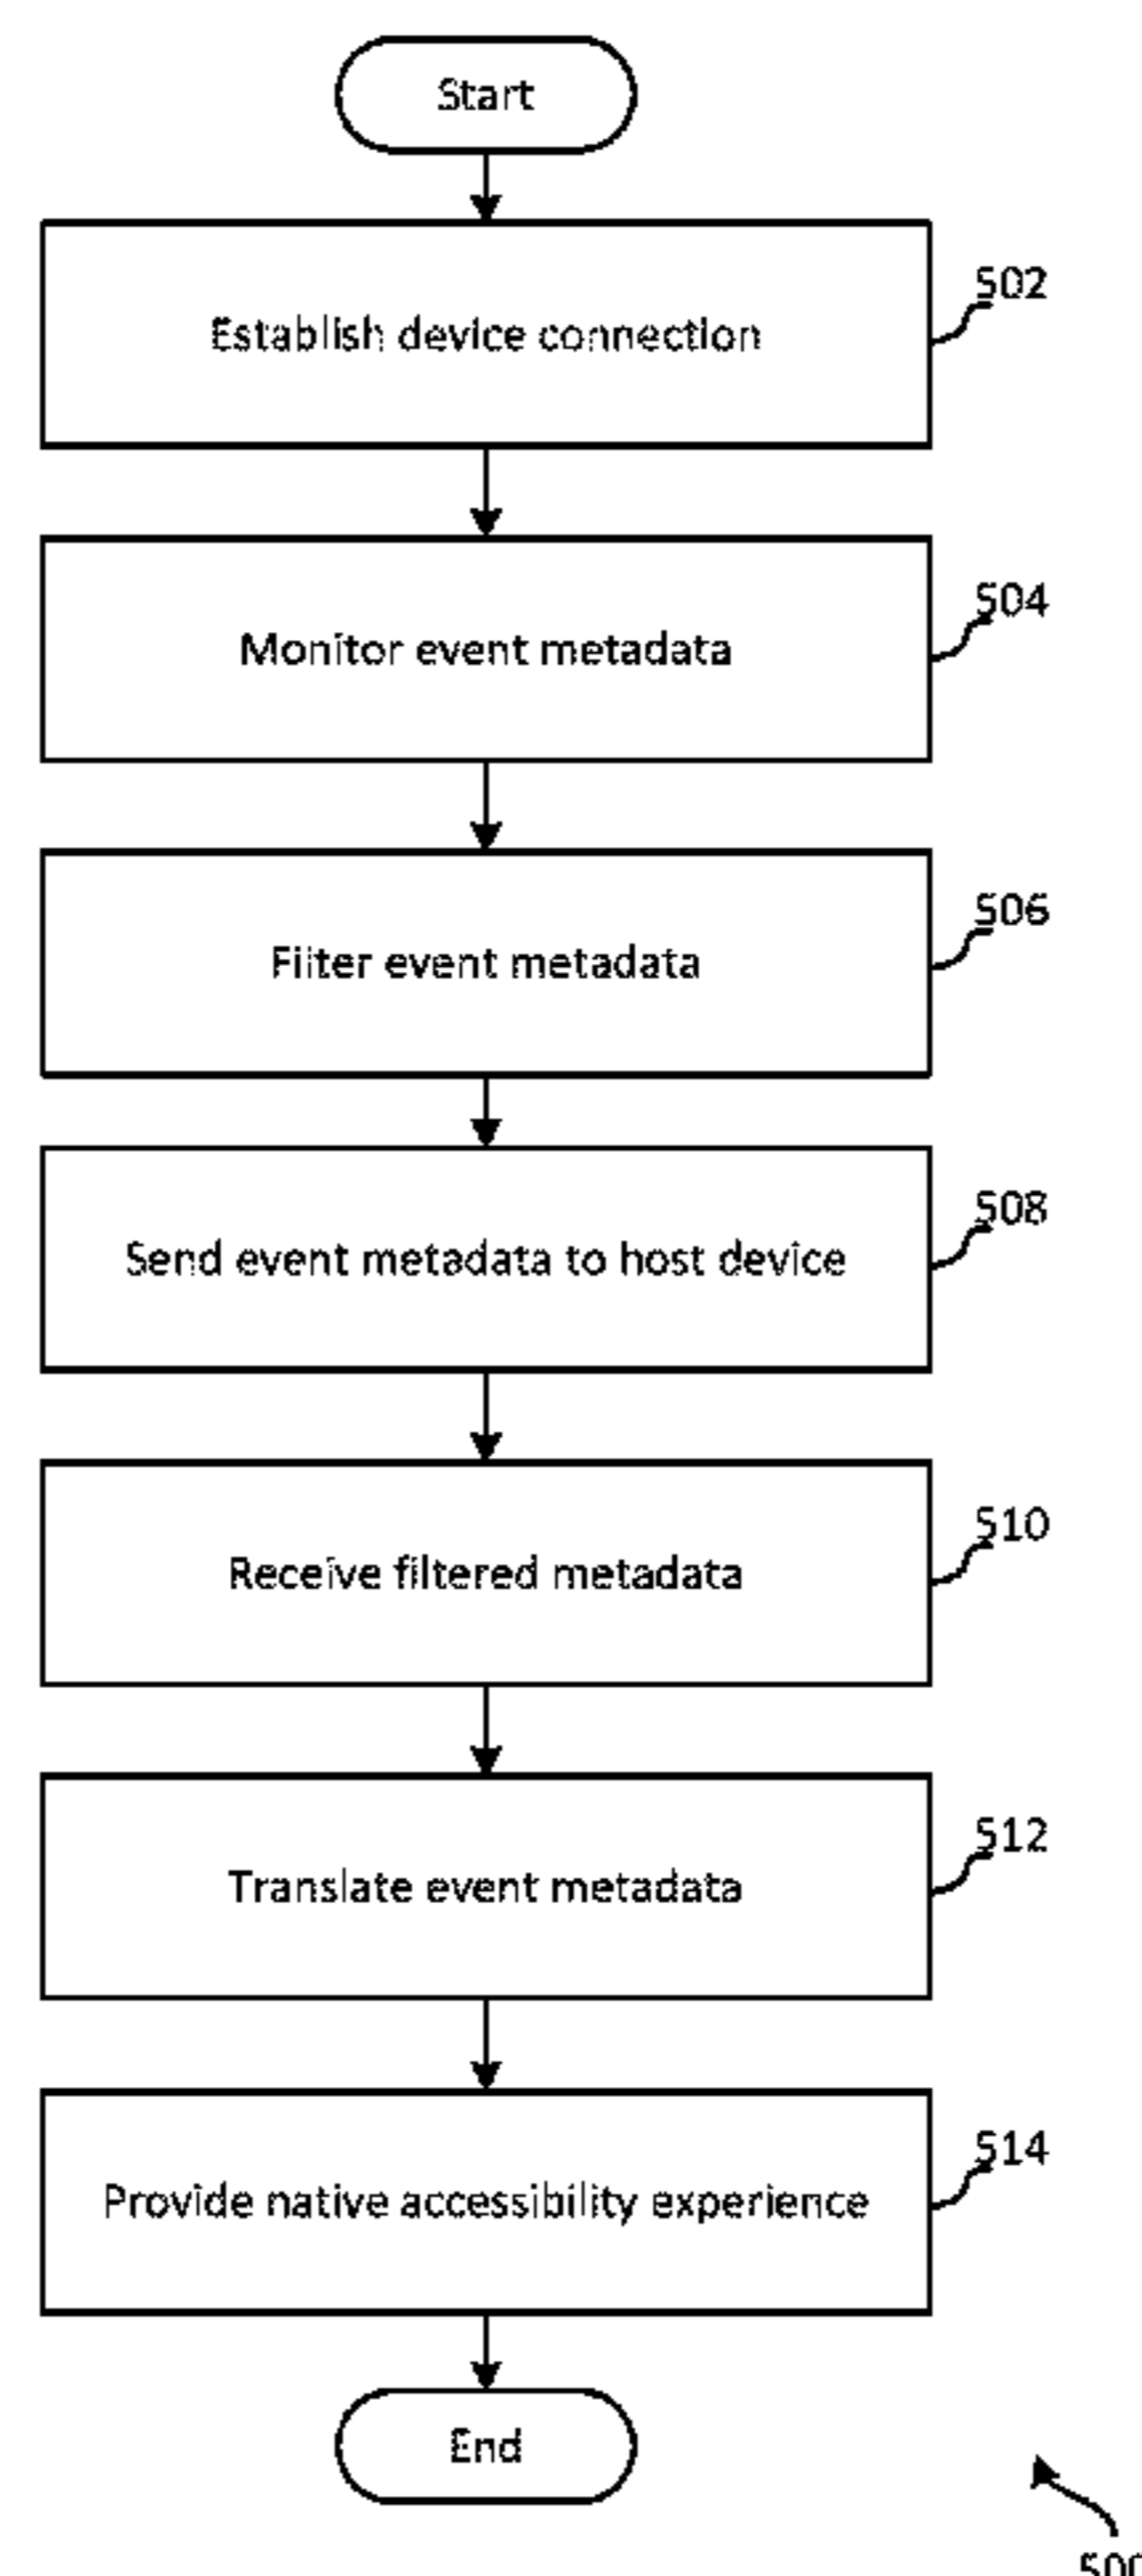 Start
Establish device connection
502
Monitor event metadata
504
Filter event metadata
506
Send event metadata to host device
508
Receive filtered metadata
510
Translate event metadata
512
Provide native accessibility experience
514
End
500